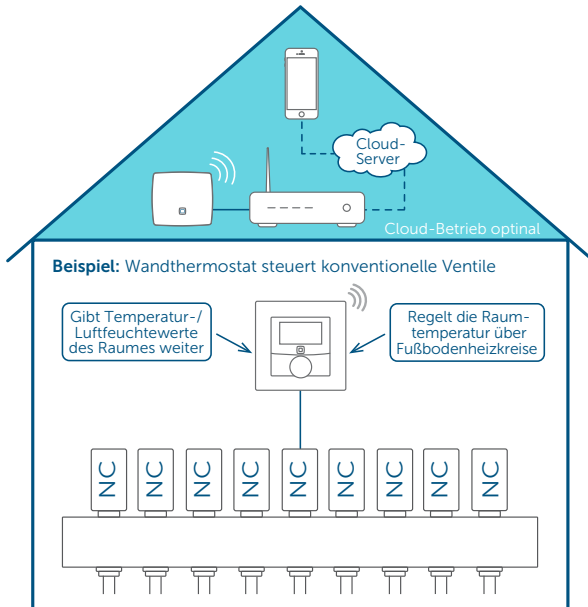 Cloud-
Server
Cloud-Betrieb optinal
Beispiel: Wandthermostat steuert konventionelle Ventile
Gibt Temperatur-/
Luftfeuchtewerte
des Raumes weiter
Regelt die Raum-
temperatur über
Fußbodenheizkreise
NC NC NC NC NC NC NC NC NC